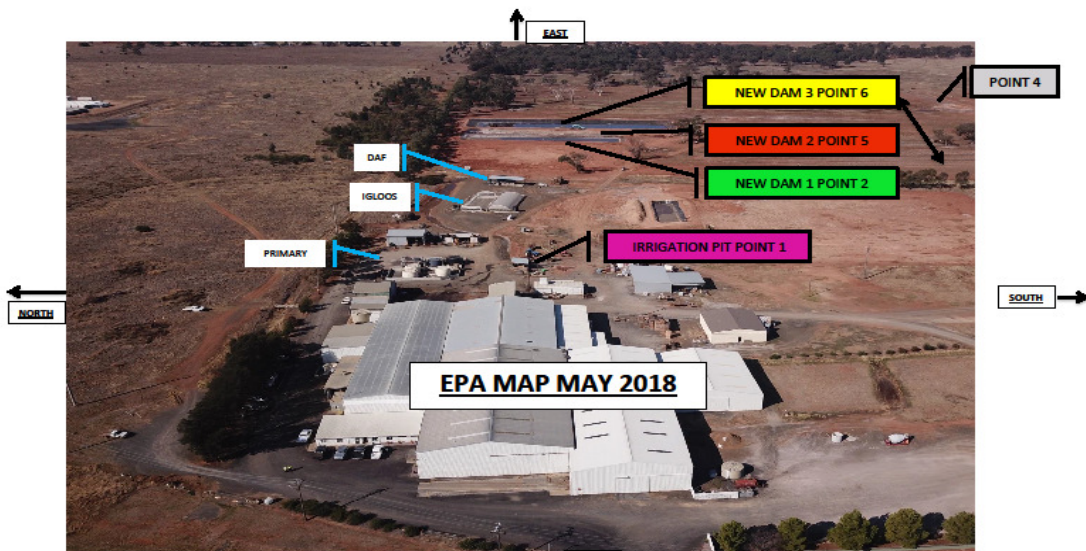 EAST
NEW DAM 3 POINT 6
POINT 4
NEW DAM 2 POINT 5
DAF
NEW DAM 1 POINT 2
IGLOOS
PRIMARY
IRRIGATION PIT POINT 1
NORTH
SOUTH
EPA MAP MAY 2018